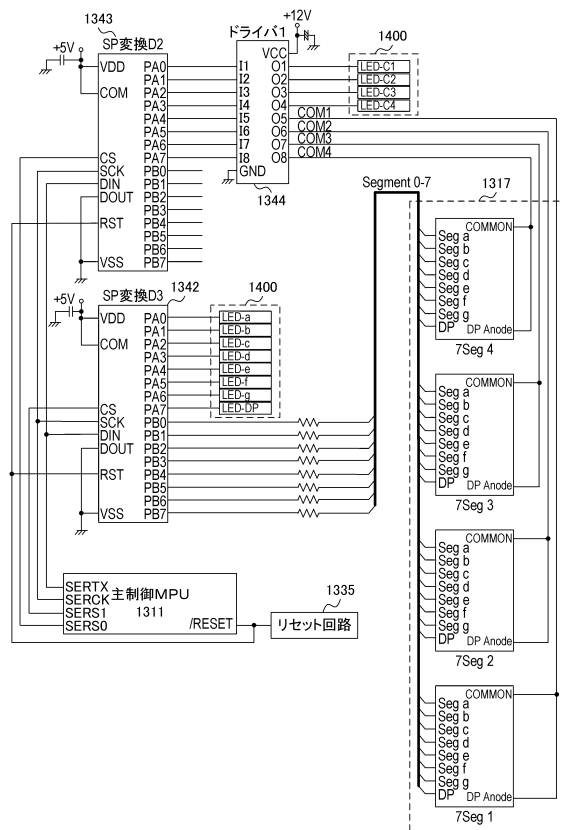 1343
SP変換D2
+5V
VDD
COM
CS
SCK
DIN
DOUT
RST
VSS
PA0
PA1
PA2
PA3
PA4
PA5
PA6
PA7
PB0
PB1
PB2
PB3
PB4
PB5
PB6
PB7
ドライバ1
+12V
VCC
I1
I2
I3
I4
I5
I6
I7
I8
GND
O1
O2
O3
O4
O5
O6
O7
O8
1344
1400
LED-C1
LED-C2
LED-C3
LED-C4
COM1
COM2
COM3
COM4
Segment 0-7
1317
SP変換D3
1342
+5V
VDD
COM
CS
SCK
DIN
DOUT
RST
VSS
PA0
PA1
PA2
PA3
PA4
PA5
PA6
PA7
PB0
PB1
PB2
PB3
PB4
PB5
PB6
PB7
1400
LED-a
LED-b
LED-c
LED-d
LED-e
LED-f
LED-g
LED-DP
COMMON
Seg a
Seg b
Seg c
Seg d
Seg e
Seg f
Seg g
DP
DP Anode
7Seg 4
COMMON
Seg a
Seg b
Seg c
Seg d
Seg e
Seg f
Seg g
DP
DP Anode
7Seg 3
COMMON
Seg a
Seg b
Seg c
Seg d
Seg e
Seg f
Seg g
DP
DP Anode
7Seg 2
COMMON
Seg a
Seg b
Seg c
Seg d
Seg e
Seg f
Seg g
DP
DP Anode
7Seg 1
SERTX
SERCK
SERS1
SERS0
主制御MPU
1311
/RESET
1335
リセット回路